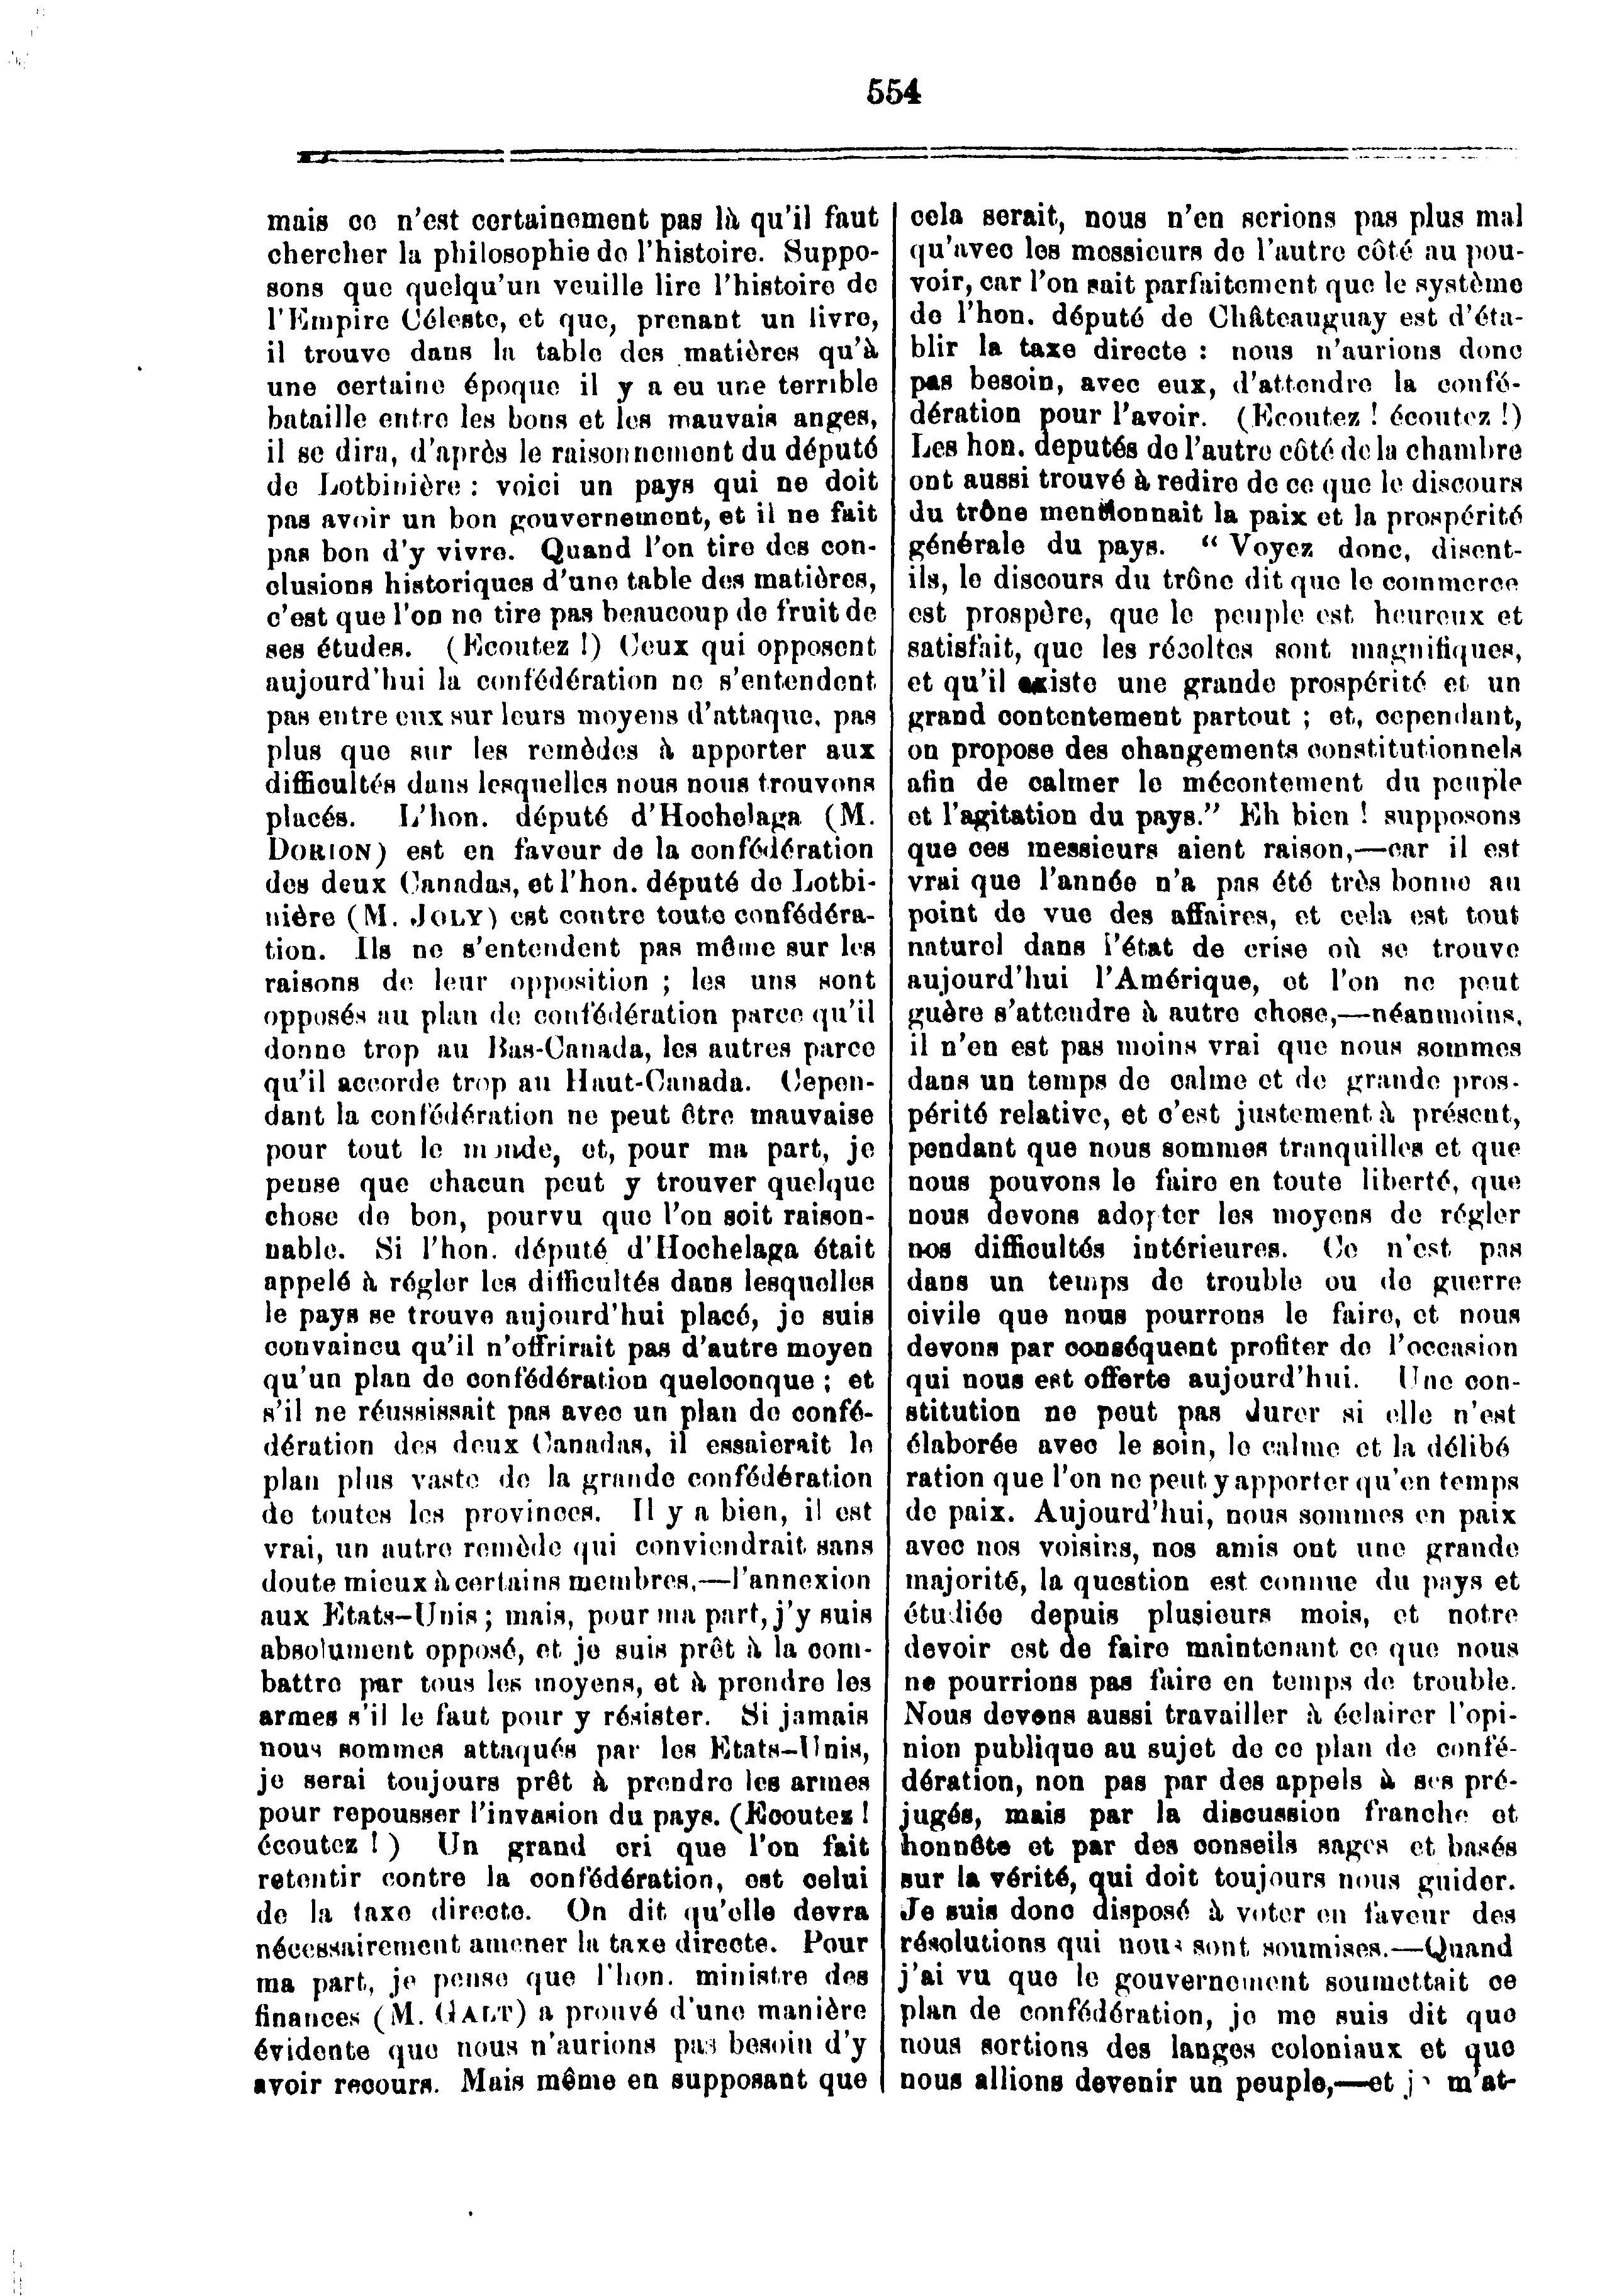 554
mais ce n'est certainement pas là qu'il faut
chercher la philosophie de l'histoire. Suppo-
sons que quelqu'un veuille lire l'histoire de
l'Empire Céleste, et que, prenant un livre,
il trouve dans la table des matières qu'à
une certaine époque il y a eu une terrible
bataille entre les bons et les mauvais anges,
il se dira, d'après le raisonnement du député
de Lotbinière : voici un pays qui ne doit
pas avoir un bon gouvernement, et il ne fait
pas bon d'y vivre. Quand l'on tire des con-
clusions historiques d'une table des matières,
c'est que l'on ne tire pas beaucoup de fruit de
ses études. (Ecoutez !) Ceux qui opposent
aujourd'hui la confédération ne s'entendent
pas entre eux sur leurs moyens d'attaque, pas
plus que sur les remèdes à apporter aux
difficultés dans lesquelles nous nous trouvons
placés. L'hon. député d'Hochelaga (M.
DORION) est en faveur de la confédération
des deux Canadas, et l'hon. député de Lotbi-
nière (M. JOLY) est contre toute confédéra-
tion. Ils ne s'entendent pas même sur les
raisons de leur opposition ; les uns sont
opposés au plan de confédération parce qu'il
donne trop au Bas-Canada, les autres parce
qu'il accorde trop au Haut-Canada. Cepen-
dant la confédération ne peut être mauvaise
pour tout le monde, et, pour ma part, je
pense que chacun peut y trouver quelque
chose de bon, pourvu que l'on soit raison-
nable. Si l'hon. député d'Hochelaga était
appelé à régler les difficultés dans lesquelles
le pays se trouve aujourd'hui placé, je suis
convaincu qu'il n'offrirait pas d'autre moyen
qu'un plan de confédération quelconque ; et
s'il ne réussissait pas avec un plan de confé-
dération des deux Canadas, il essaierait le
plan plus vaste de la grande confédération
de toutes les provinces. Il y a bien, il est
vrai, un autre remède qui conviendrait sans
doute mieux à certains membres,—l'annexion
aux Etats-Unis ; mais, pour ma part, j'y suis
absolument opposé, et je suis prêt à la com-
battre par tous les moyens, et à prendre les
armes s'il le faut pour y résister. Si jamais
nous sommes attaqués par les Etats-Unis,
je serai toujours prêt à prendre les armes
pour repousser l'invasion du pays. (Ecoutez !
écoutez !) Un grand cri que l'on fait
retentir contre la confédération, est celui
de la taxe directe. On dit qu'elle devra
nécessairement amener la taxe directe. Pour
ma part, je pense que l'hon. ministre des
finances (M. GALT) a prouvé d'une manière
évidente que nous n'aurions pas besoin d'y
avoir recours. Mais même en supposant que
cela serait, nous n'en serions pas plus mal
qu'avec les messieurs de l'autre côté au pou-
voir, car l'on sait parfaitement que le système
de l'hon. député de Châteauguay est d'éta-
blir la taxe directe : nous n'aurions donc
pas besoin, avec eux, d'attendre la confé-
dération pour l'avoir. (Ecoutez ! écoutez !)
Les hon. deputés de l'autre côté de la chambre
ont aussi trouvé à redire de ce que le discours
du trône mentionnait la paix et la prospérité
générale du pays. “ Voyez donc, disent-
ils, le discours du trône dit que le commerce
est prospère, que le peuple est heureux et
satisfait, que les récoltes sont magnifiques,
et qu'il existe une grande prospérité et un
grand contentement partout ; et, cependant,
on propose des changements constitutionnels
afin de calmer le mécontement du peuple
et l'agitation du pays.” Eh bien ! supposons
que ces messieurs aient raison,—car il est
vrai que l'année n'a pas été très bonne au
point de vue des affaires, et cela est tout
naturel dans l'état de crise où se trouve
aujourd'hui l'Amérique, et l'on ne peut
guère s'attendre à autre chose,—néanmoins,
il n'en est pas moins vrai que nous sommes
dans un temps de calme et de grande pros-
périté relative, et c'est justement à présent,
pendant que nous sommes tranquilles et que
nous pouvons le faire en toute liberté, que
nous devons adopter les moyens de régler
nos difficultés intérieures. Ce n'est pas
dans un temps de trouble ou de guerre
civile que nous pourrons le faire, et nous
devons par conséquent profiter de l'occasion
qui nous est offerte aujourd'hui. Une con-
stitution ne peut pas durer si elle n'est
élaborée avec le soin, le calme et la délibé
ration que l'on ne peut y apporter qu'en temps
de paix. Aujourd'hui, nous sommes en paix
avec nos voisins, nos amis ont une grande
majorité, la question est connue du pays et
étudiée depuis plusieurs mois, et notre
devoir est de faire maintenant ce que nous
ne pourrions pas faire en temps de trouble.
Nous devons aussi travailler à éclairer l'opi-
nion publique au sujet de ce plan de confé-
dération, non pas par des appels à ses pré-
jugés, mais par la discussion franche et
honnête et par des conseils sages et basés
sur la vérité, qui doit toujours nous guider.
Je suis donc disposé à voter en faveur des
résolutions qui nous sont soumises.—Quand
j'ai vu que le gouvernement soumettait ce
plan de confédération, je me suis dit que
nous sortions des langes coloniaux et que
nous allions devenir un peuple,—et je m'at-